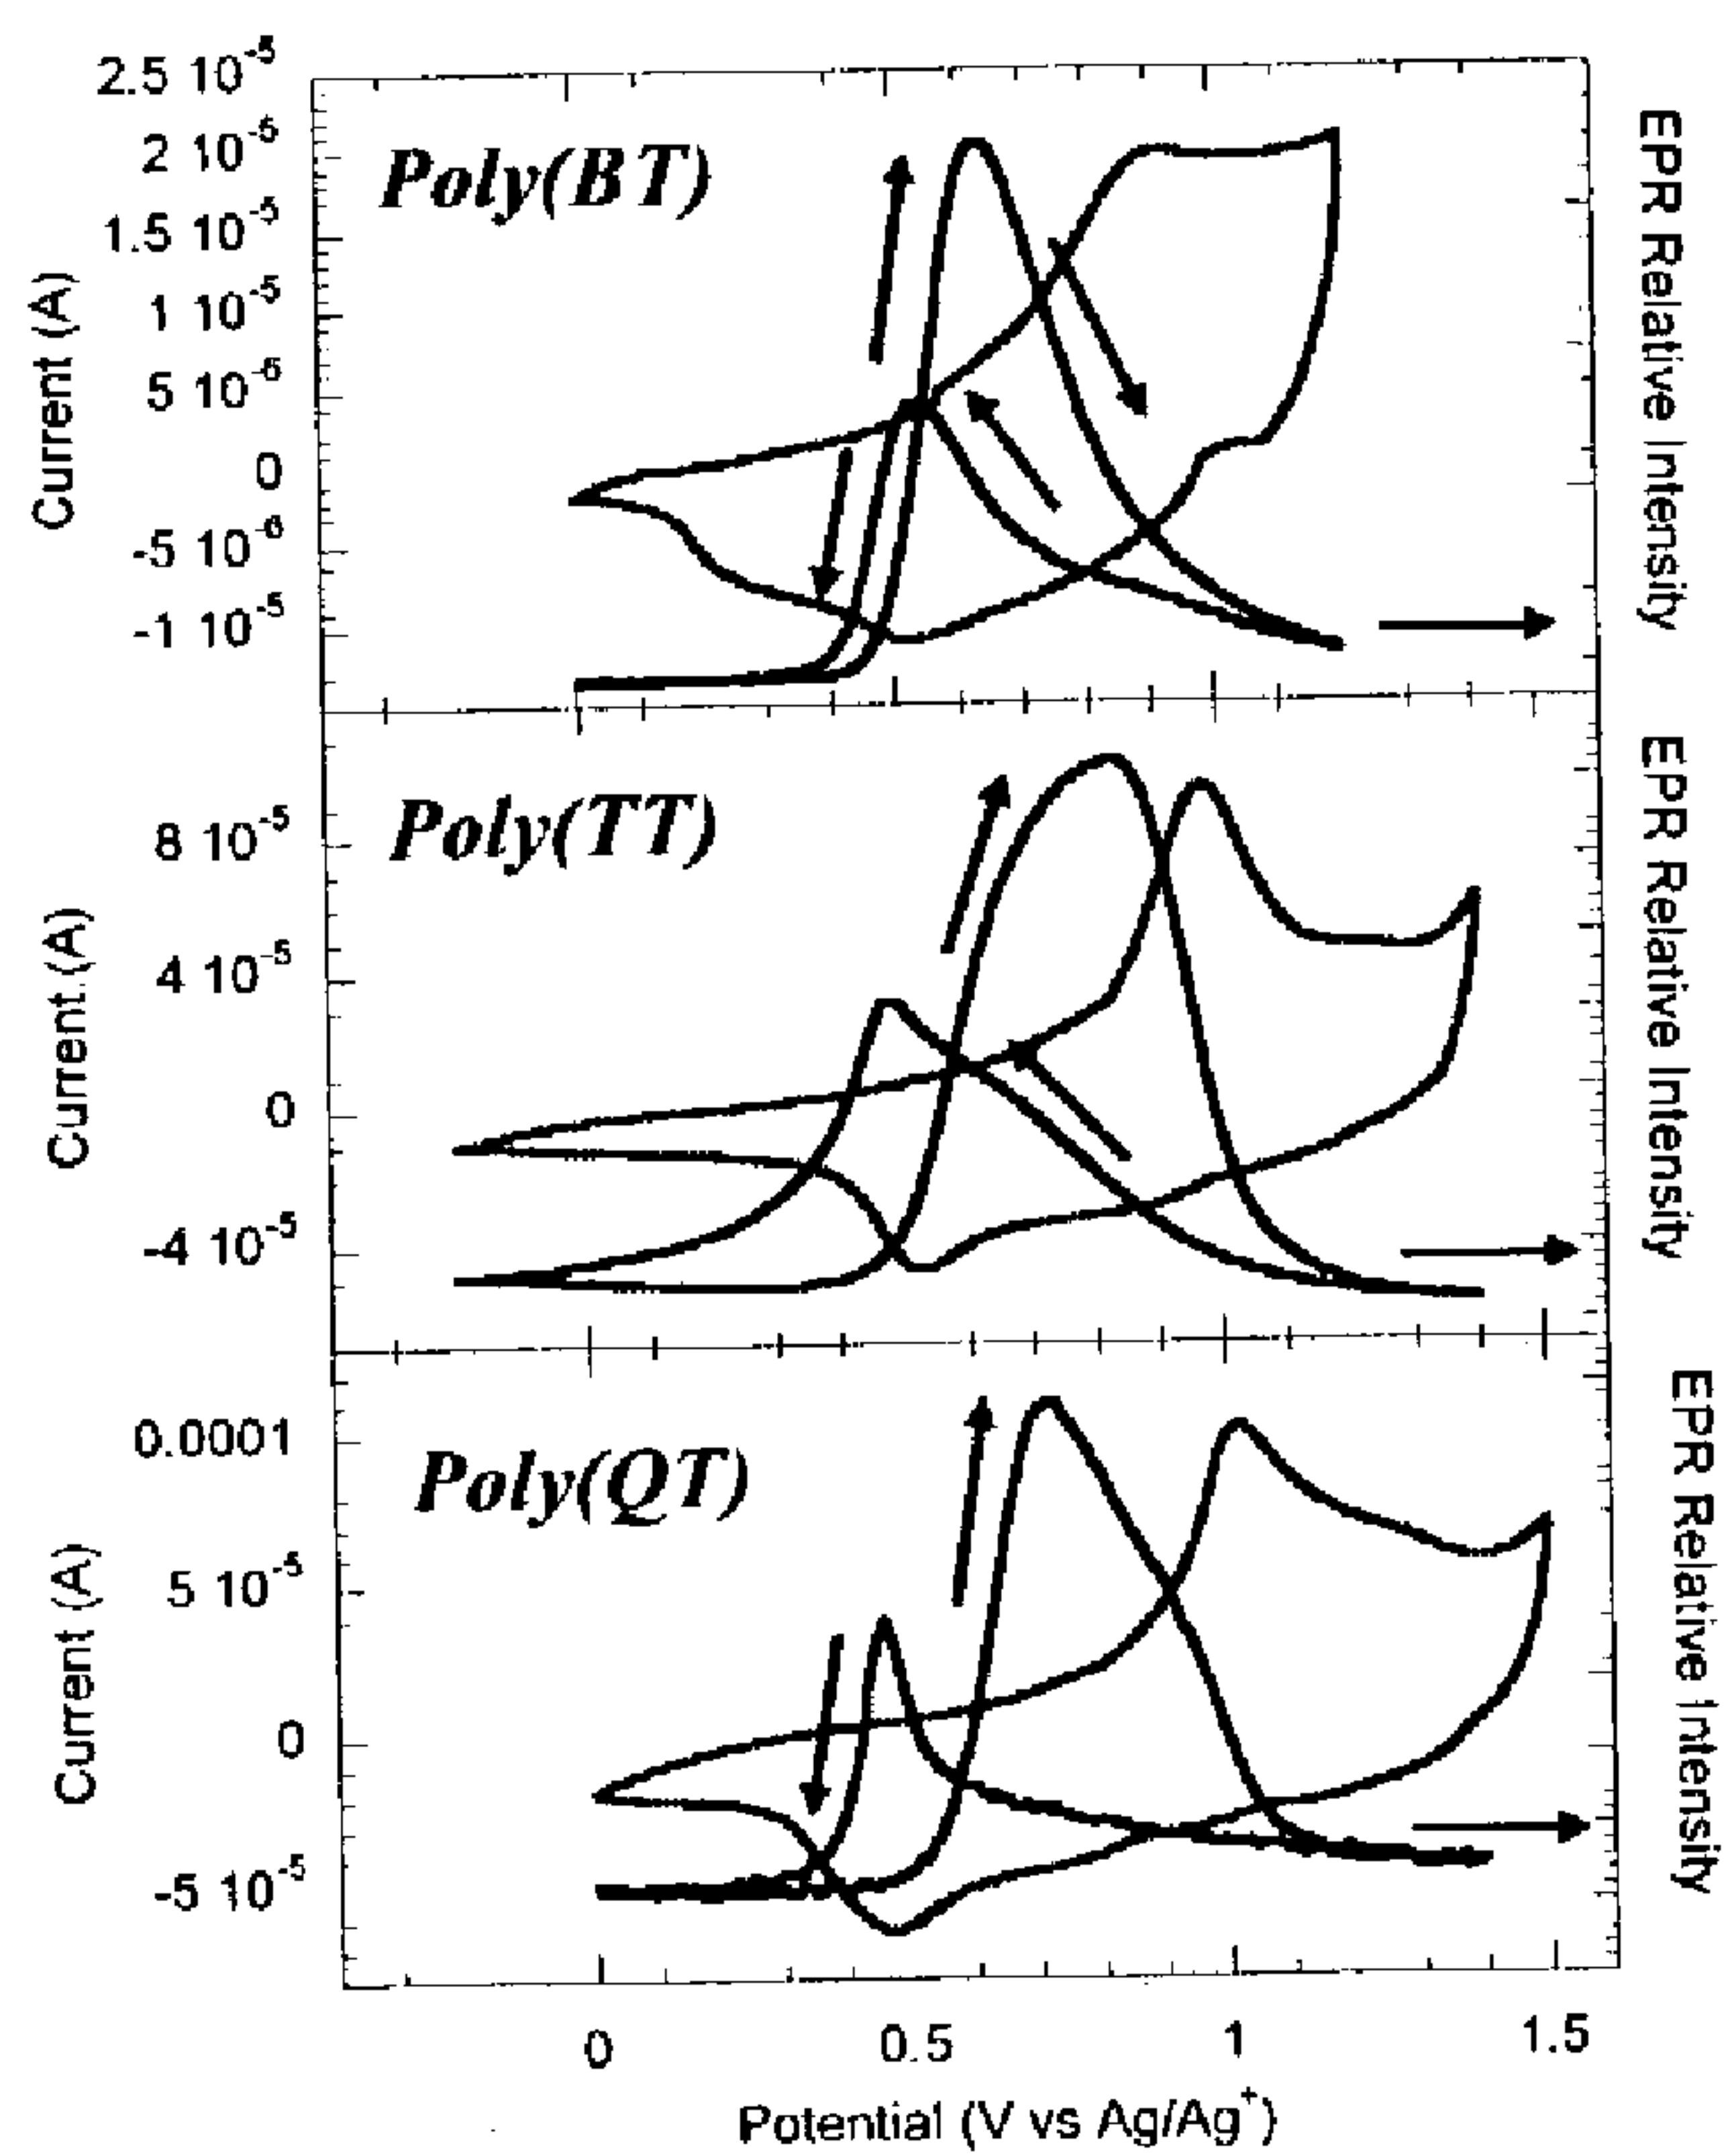 2.5 10⁻⁵
2 10⁻⁵
1.5 10⁻⁵
1 10⁻⁵
5 10⁻⁶
0
-5 10⁻⁶
-1 10⁻⁵
Current (A)
Poly(BT)
EPR Relative Intensity
8 10⁻⁵
4 10⁻⁵
0
-4 10⁻⁵
Current (A)
Poly(TT)
EPR Relative Intensity
0.0001
5 10⁻⁵
0
-5 10⁻⁵
Current (A)
Poly(QT)
EPR Relative Intensity
0 0.5 1 1.5
Potential (V vs Ag/Ag⁺)